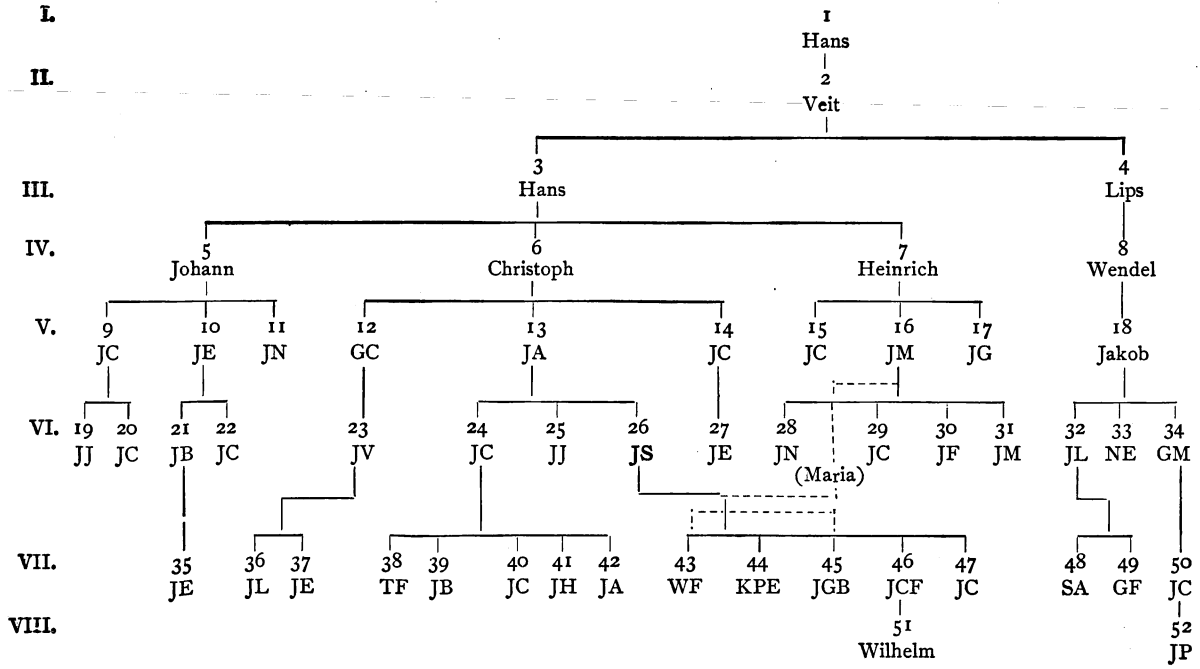 I. 1
Hans
II. 2
Veit
3 4
III. Hans Lips
IV. 5 6 7 8
Johann Christoph Heinrich Wendel
V. 9 10 11 12 13 14 15 16 17 18
JC JE JN GC JA JC JC JM JG Jakob
VI. 19 20 21 22 23 24 25 26 27 28 29 30 31 32 33 34
JJ JC JB JC JV JC JJ JS JE JN JC JF JM JL NE GM
(Maria)
VII. 35 36 37 38 39 40 41 42 43 44 45 46 47 48 49 50
JE JL JE TF JB JC JH JA WF KPE JGB JCF JC SA GF JC
VIII. 51 52
Wilhelm JP